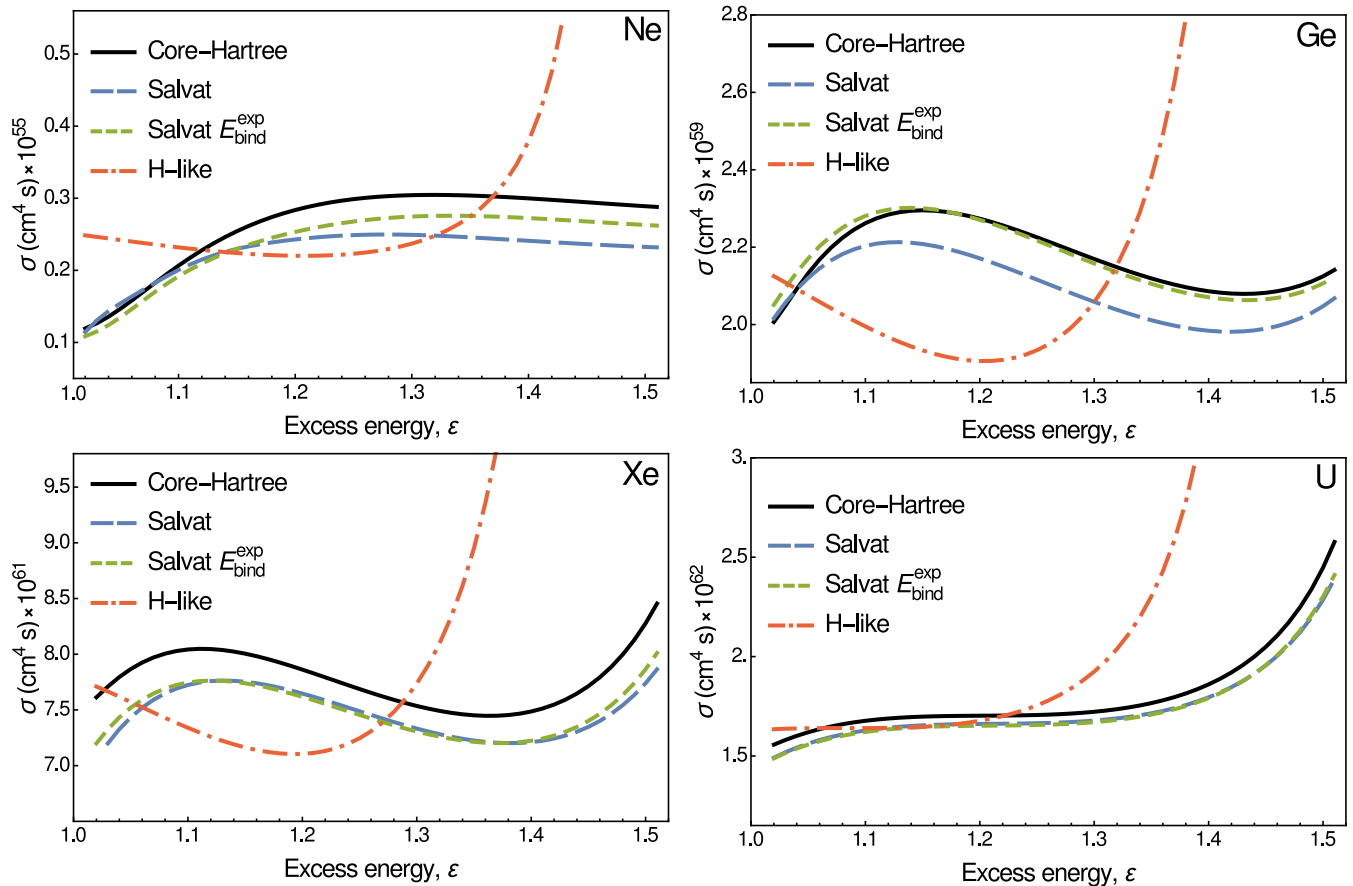 Ne
Core–Hartree
Salvat
Salvat E_bind^exp
H–like
σ (cm⁴ s) × 10⁵⁵
0.5
0.4
0.3
0.2
0.1
1.0 1.1 1.2 1.3 1.4 1.5
Excess energy, ε
Ge
Core–Hartree
Salvat
Salvat E_bind^exp
H–like
σ (cm⁴ s) × 10⁵⁹
2.8
2.6
2.4
2.2
2.0
1.0 1.1 1.2 1.3 1.4 1.5
Excess energy, ε
Xe
Core–Hartree
Salvat
Salvat E_bind^exp
H–like
σ (cm⁴ s) × 10⁶¹
9.5
9.0
8.5
8.0
7.5
7.0
1.0 1.1 1.2 1.3 1.4 1.5
Excess energy, ε
U
Core–Hartree
Salvat
Salvat E_bind^exp
H–like
σ (cm⁴ s) × 10⁶²
3.
2.5
2.
1.5
1.0 1.1 1.2 1.3 1.4 1.5
Excess energy, ε